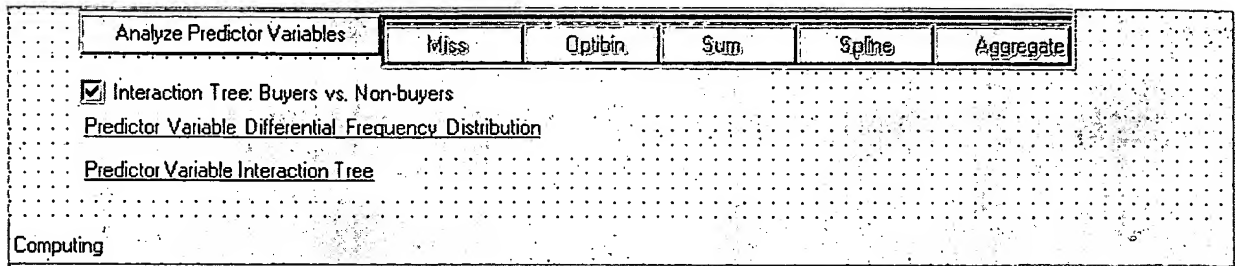 Analyze Predictor Variables Miss Optibin Sum Spline Aggregate
Interaction Tree: Buyers vs. Non-buyers
Predictor Variable Differential Frequency Distribution
Predictor Variable Interaction Tree
Computing